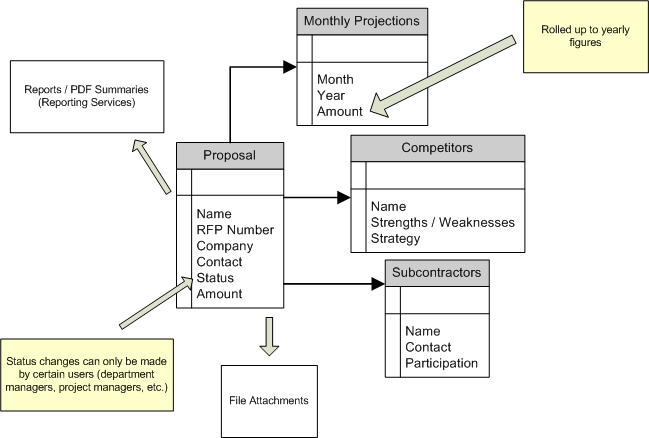 Monthly Projections
Month
Year
Amount
Rolled up to yearly
figures
Reports / PDF Summaries
(Reporting Services)
Proposal
Name
RFP Number
Company
Contact
Status
Amount
Competitors
Name
Strengths / Weaknesses
Strategy
Subcontractors
Name
Contact
Participation
Status changes can only be made
by certain users (department
managers, project managers, etc.)
File Attachments